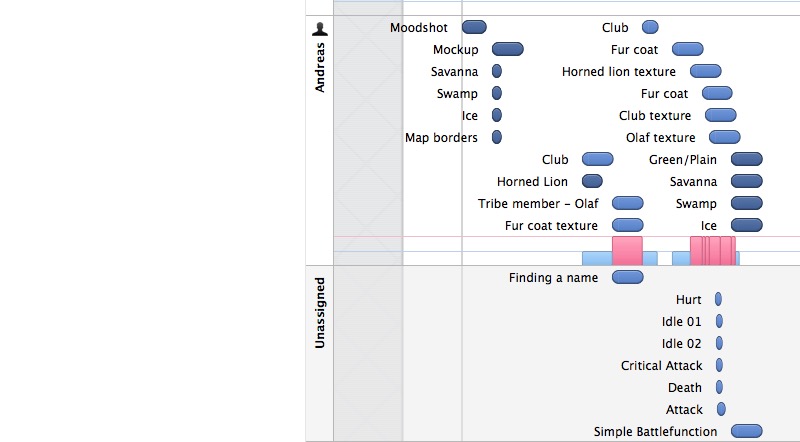 Andreas
Moodshot Club
Mockup Fur coat
Savanna Horned lion texture
Swamp Fur coat
Ice Club texture
Map borders Olaf texture
Club Green/Plain
Horned Lion Savanna
Tribe member – Olaf Swamp
Fur coat texture Ice
Unassigned
Finding a name
Hurt
Idle 01
Idle 02
Critical Attack
Death
Attack
Simple Battlefunction